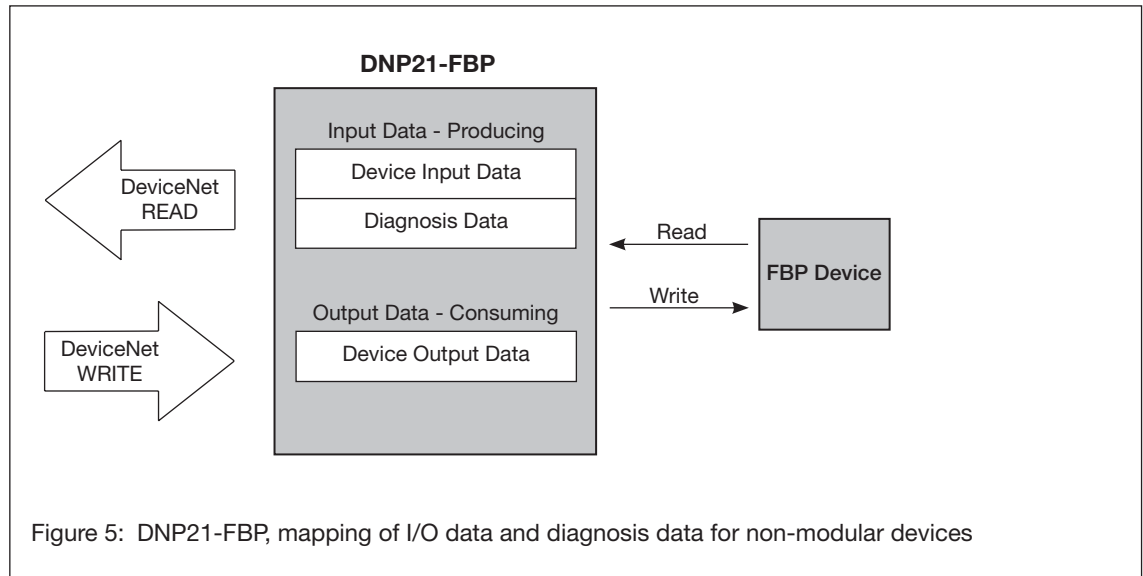 DNP21-FBP
Input Data - Producing
Device Input Data
Diagnosis Data
DeviceNet
READ
Read
FBP Device
Write
Output Data - Consuming
Device Output Data
DeviceNet
WRITE
Figure 5: DNP21-FBP, mapping of I/O data and diagnosis data for non-modular devices